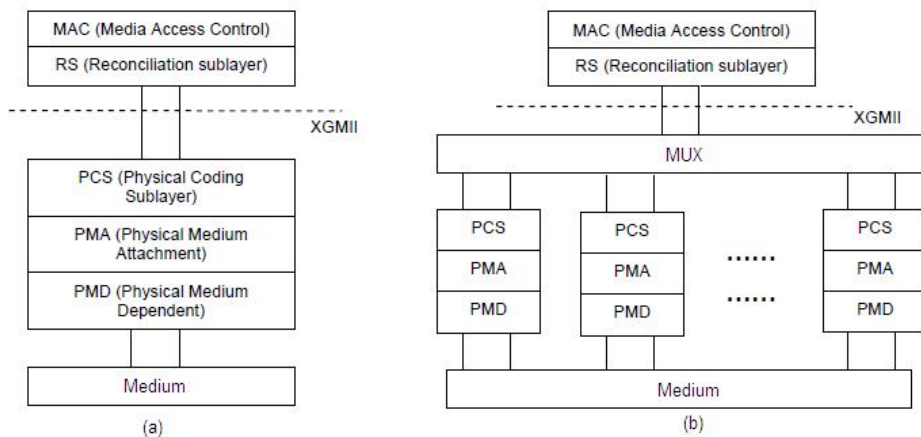 MAC (Media Access Control)
RS (Reconciliation sublayer)
XGMII
PCS (Physical Coding
Sublayer)
PMA (Physical Medium
Attachment)
PMD (Physical Medium
Dependent)
Medium
(a)
MAC (Media Access Control)
RS (Reconciliation sublayer)
XGMII
MUX
PCS
PMA
PMD
PCS
PMA
PMD
......
......
PCS
PMA
PMD
Medium
(b)